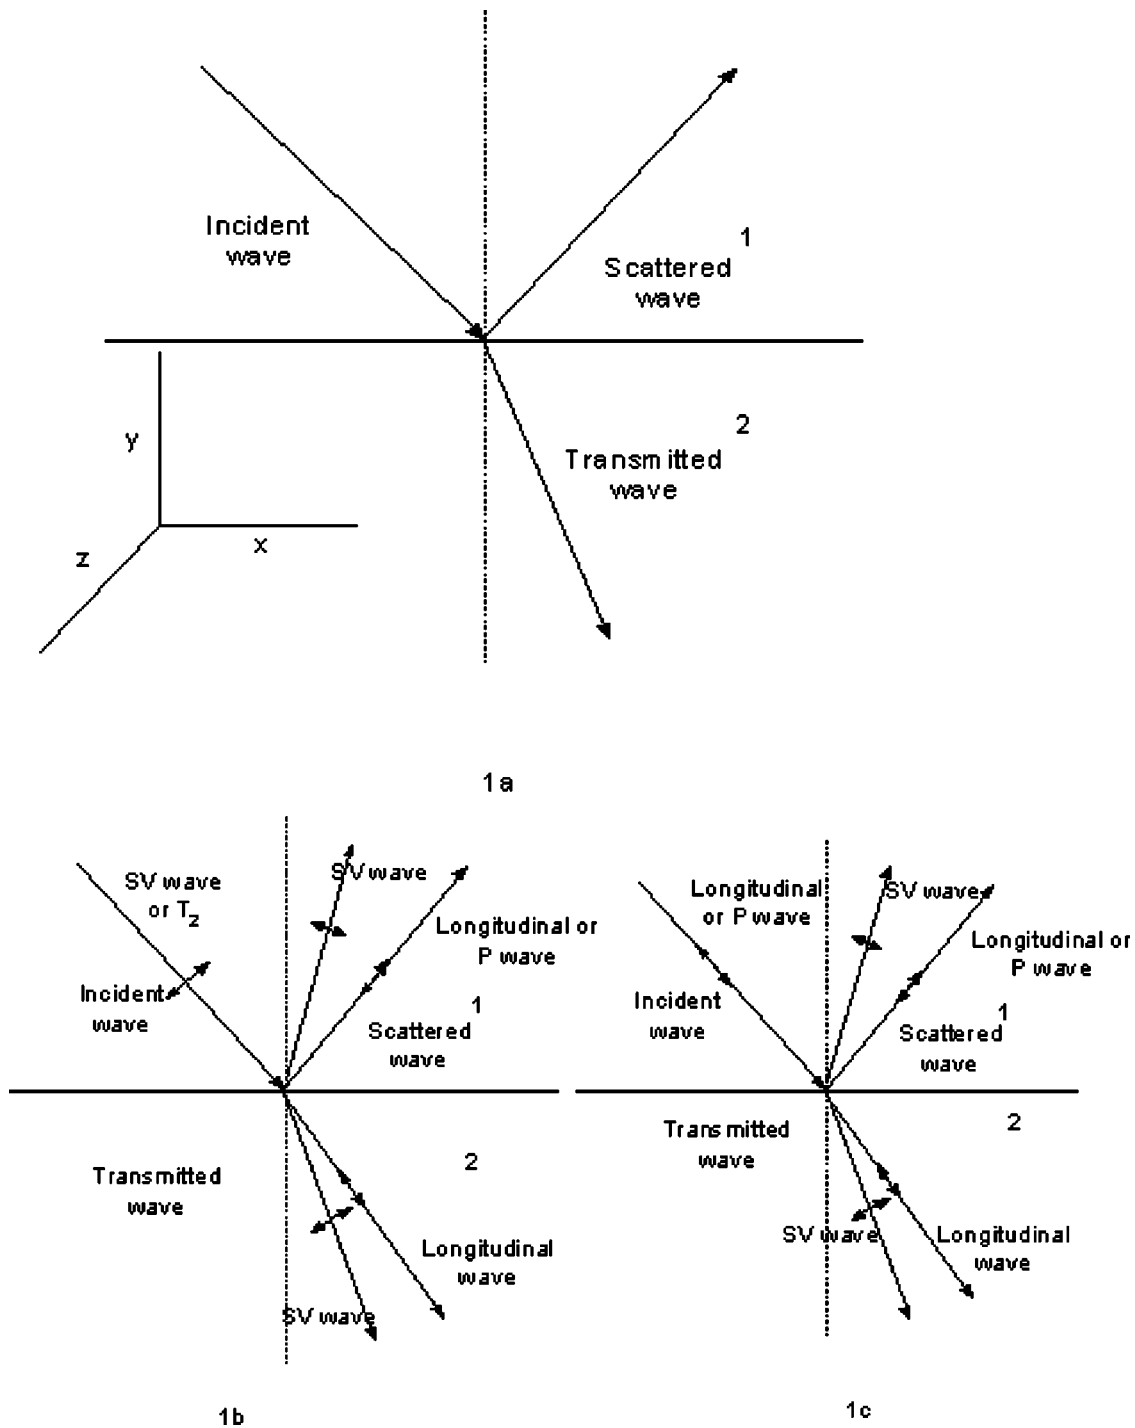 Incident
wave
1
Scattered
wave
y
z
x
2
Transmitted
wave
1a
SV wave
or T2
SV wave
Longitudinal or
P wave
Incident
wave
1
Scattered
wave
Transmitted
wave
2
Longitudinal
wave
SV wave
1b
Longitudinal
or P wave
SV wave
Longitudinal or
P wave
Incident
wave
1
Scattered
wave
Transmitted
wave
2
SV wave
Longitudinal
wave
1c